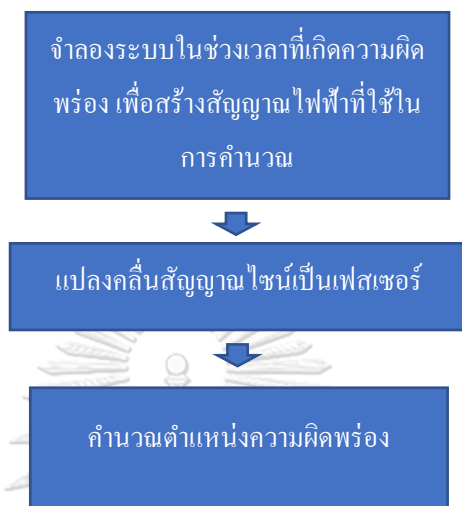 จำลองระบบในช่วงเวลาที่เกิดความผิด
พร่อง เพื่อสร้างสัญญาณไฟฟ้าที่ใช้ใน
การคำนวณ
แปลงคลื่นสัญญาณไซน์เป็นเฟสเซอร์
คำนวณตำแหน่งความผิดพร่อง